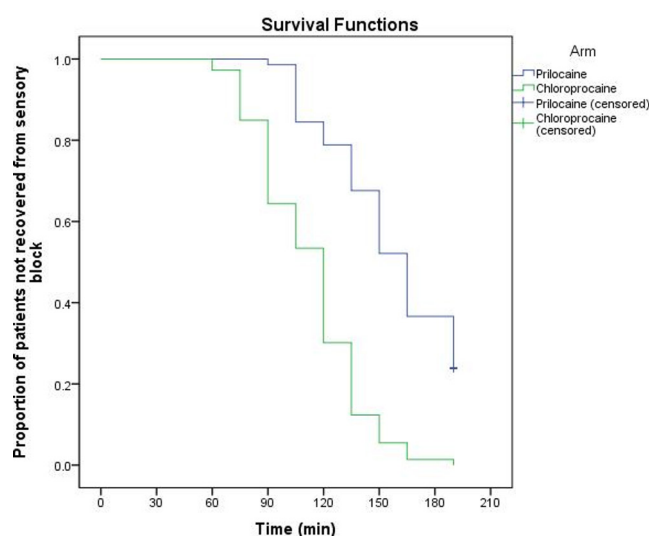 Survival Functions
Arm
Prilocaine
Chloroprocaine
Prilocaine (censored)
Chloroprocaine
(censored)
Proportion of patients not recovered from sensory
block
1.0
0.8
0.6
0.4
0.2
0.0
0 30 60 90 120 150 180 210
Time (min)